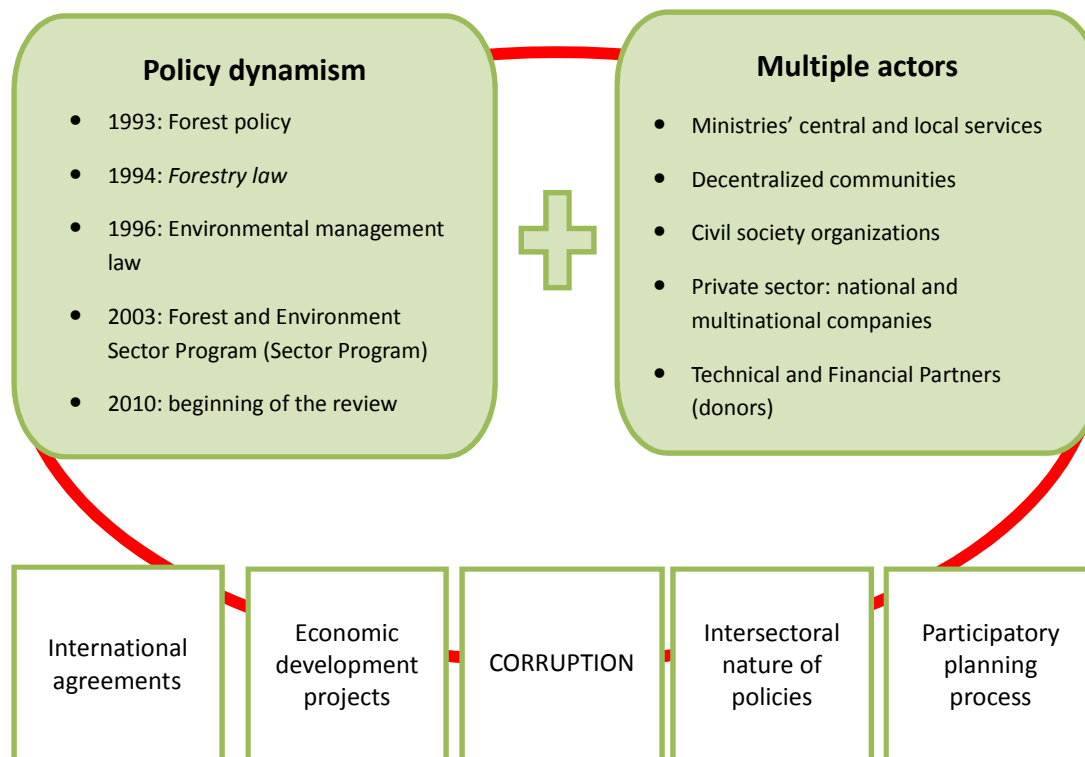 Policy dynamism
• 1993: Forest policy
• 1994: Forestry law
• 1996: Environmental management
law
• 2003: Forest and Environment
Sector Program (Sector Program)
• 2010: beginning of the review
Multiple actors
• Ministries’ central and local services
• Decentralized communities
• Civil society organizations
• Private sector: national and
multinational companies
• Technical and Financial Partners
(donors)
International
agreements
Economic
development
projects
CORRUPTION
Intersectoral
nature of
policies
Participatory
planning
process